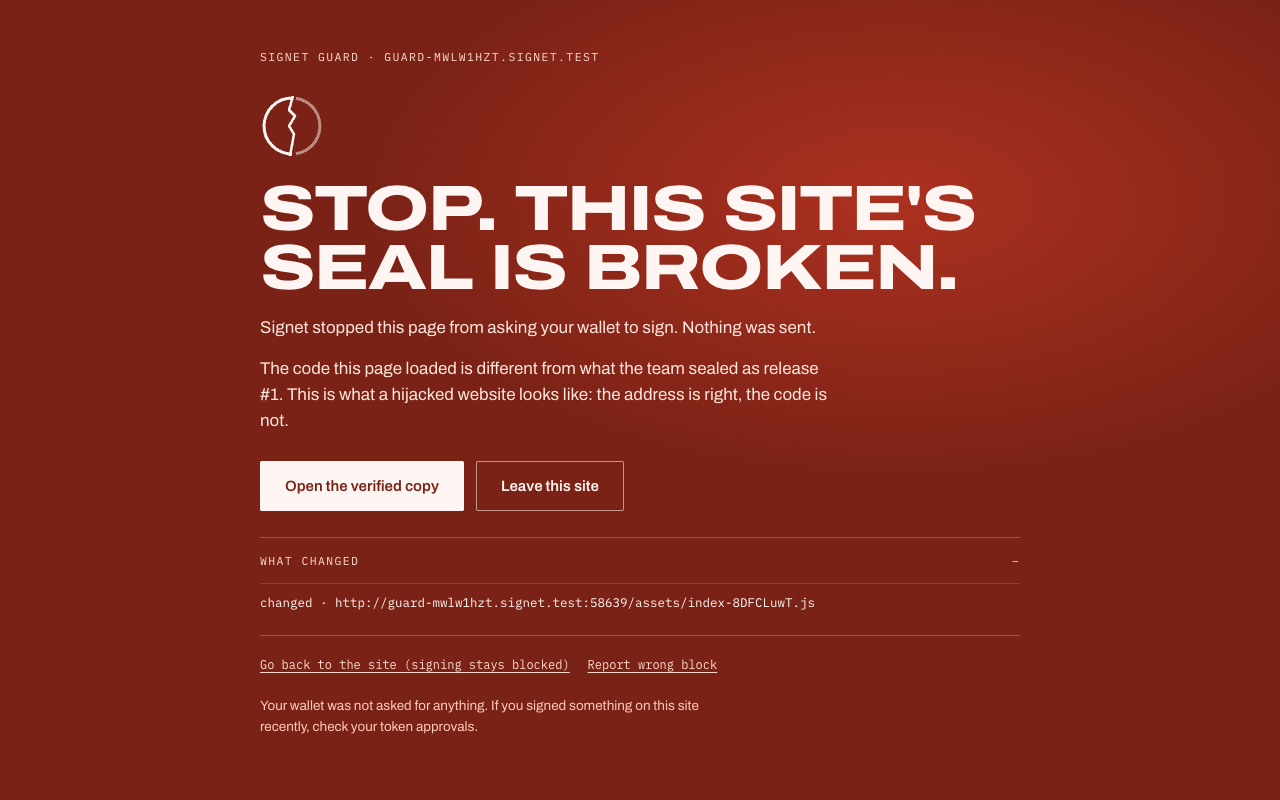 SIGNET GUARD · GUARD-MWLW1HZT.SIGNET.TEST
STOP. THIS SITE'S
SEAL IS BROKEN.
Signet stopped this page from asking your wallet to sign. Nothing was sent.
The code this page loaded is different from what the team sealed as release
#1. This is what a hijacked website looks like: the address is right, the code is
not.
Open the verified copy
Leave this site
WHAT CHANGED –
changed · http://guard-mwlw1hzt.signet.test:58639/assets/index-8DFCLuwT.js
Go back to the site (signing stays blocked)
Report wrong block
Your wallet was not asked for anything. If you signed something on this site
recently, check your token approvals.